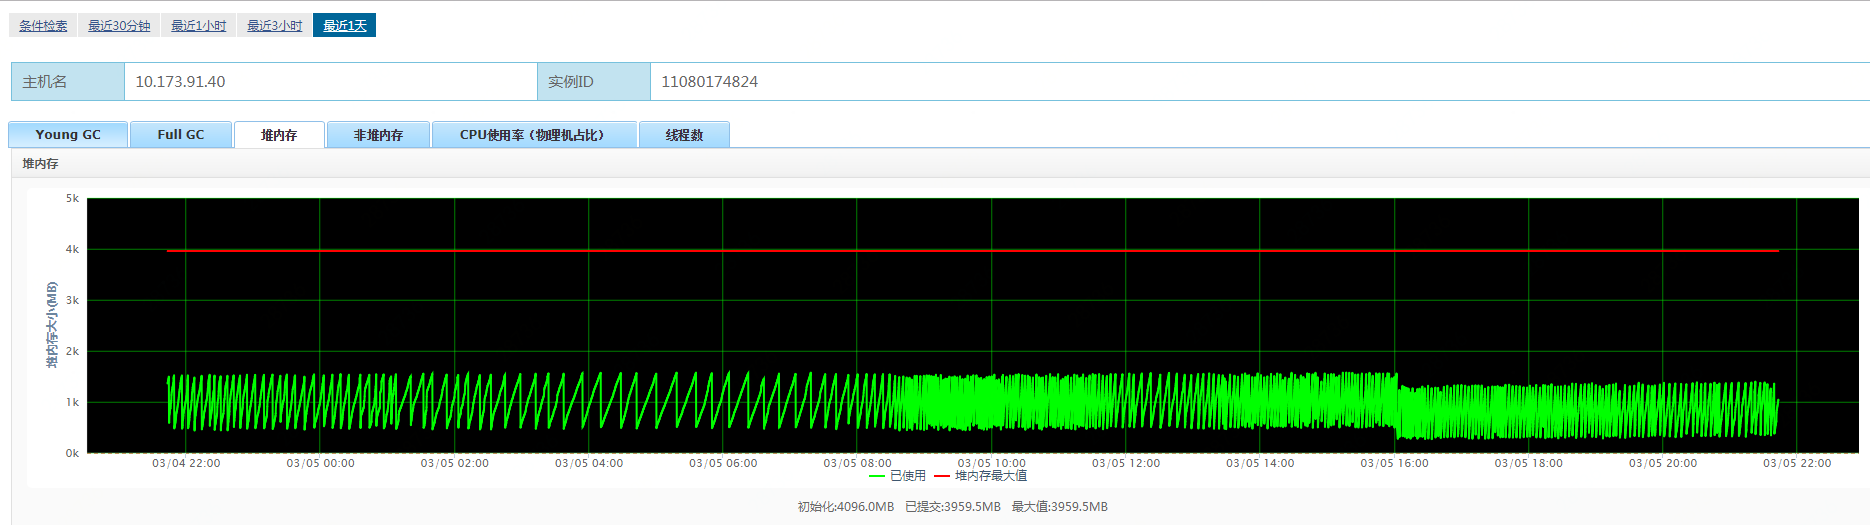 条件检索 最近30分钟 最近1小时 最近3小时 最近1天
主机名 10.173.91.40 实例ID 11080174824
Young GC Full GC 堆内存 非堆内存 CPU使用率（物理机占比） 线程数
堆内存
堆内存大小(MB)
5k
4k
3k
2k
1k
0k
03/04 22:00 03/05 00:00 03/05 02:00 03/05 04:00 03/05 06:00 03/05 08:00 03/05 10:00 03/05 12:00 03/05 14:00 03/05 16:00 03/05 18:00 03/05 20:00 03/05 22:00
已使用 堆内存最大值
初始化:4096.0MB 已提交:3959.5MB 最大值:3959.5MB